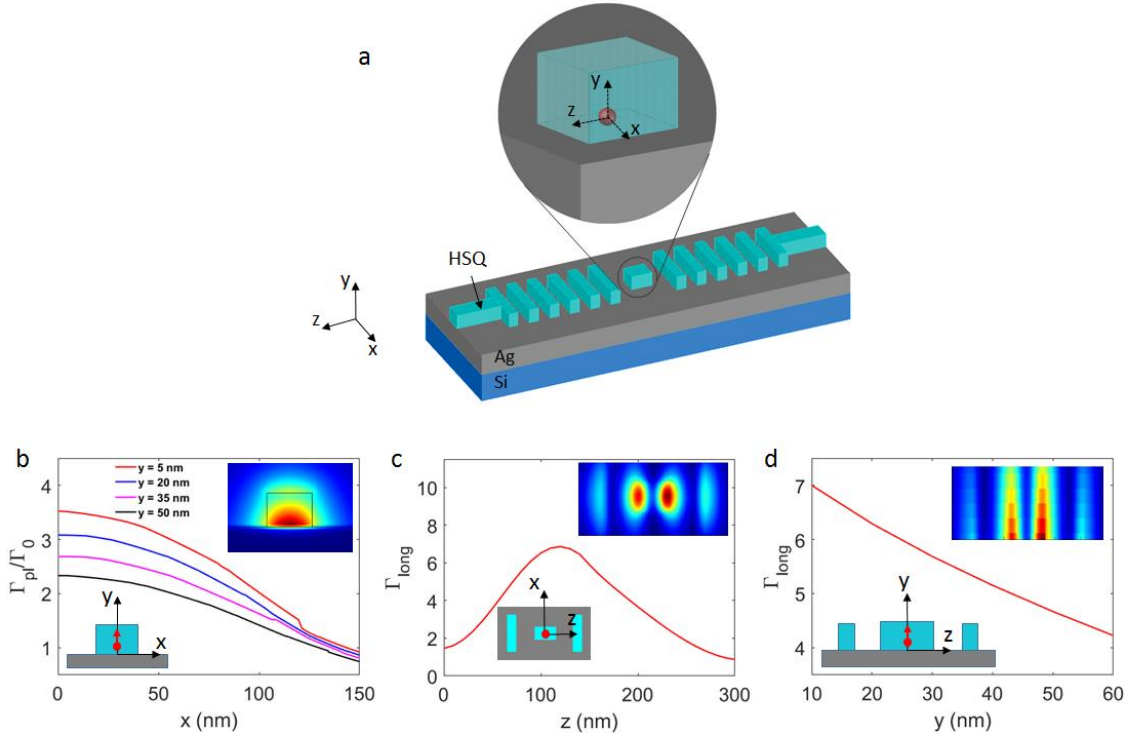 a
y
z
x
HSQ
y
z
x
Ag
Si
b
y = 5 nm
y = 20 nm
y = 35 nm
y = 50 nm
4
3
2
1
Γpl/Γ0
y
x
0 50 100 150
x (nm)
c
10
8
6
4
2
0
Γlong
x
z
0 100 200 300
z (nm)
d
7
6
5
4
Γlong
y
z
10 20 30 40 50 60
y (nm)